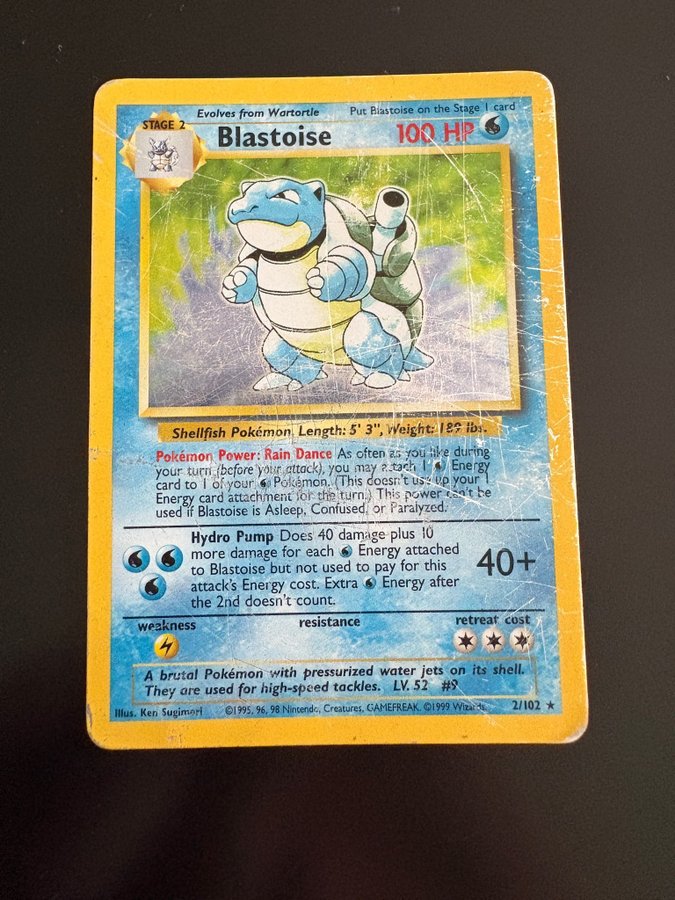 Evolves from Wartortle
Put Blastoise on the Stage 1 card
STAGE 2
Blastoise
100 HP
Shellfish Pokémon, Length: 5' 3", Weight: 189 lbs.
Pokémon Power: Rain Dance As often as you like during
your turn (before your attack), you may attach 1 Energy
card to 1 of your Pokémon. (This doesn't use up your 1
Energy card attachment for the turn.) This power can't be
used if Blastoise is Asleep, Confused, or Paralyzed.
Hydro Pump Does 40 damage plus 10
more damage for each Energy attached
to Blastoise but not used to pay for this
attack's Energy cost. Extra Energy after
the 2nd doesn't count.
40+
weakness
resistance
retreat cost
A brutal Pokémon with pressurized water jets on its shell.
They are used for high-speed tackles. LV. 52 #9
Illus. Ken Sugimori
©1995, 96, 98 Nintendo, Creatures, GAMEFREAK. ©1999 Wizards.
2/102 ★